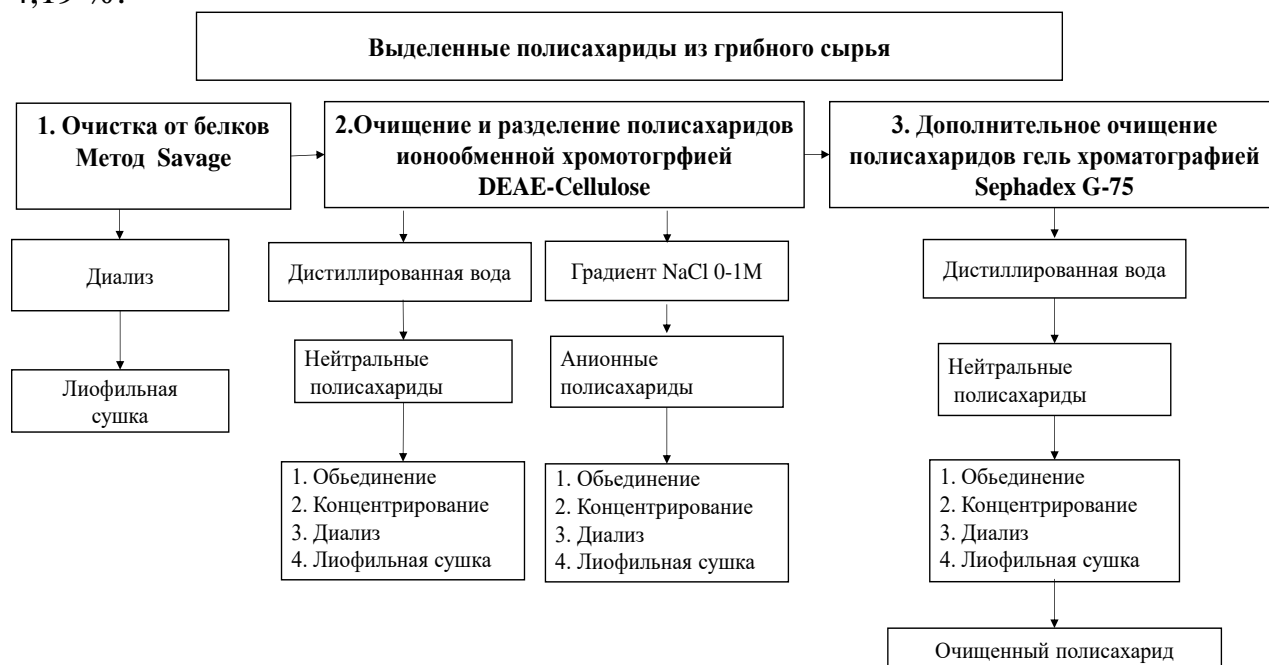 4,19 %.
Выделенные полисахариды из грибного сырья
1. Очистка от белков
Метод Savage
2.Очищение и разделение полисахаридов
ионообменной хромотогрфией
DEAE-Cellulose
3. Дополнительное очищение
полисахаридов гель хроматографией
Sephadex G-75
Диализ
Лиофильная
сушка
Дистиллированная вода
Нейтральные
полисахариды
1. Обьединение
2. Концентрирование
3. Диализ
4. Лиофильная сушка
Градиент NaCl 0-1M
Анионные
полисахариды
1. Обьединение
2. Концентрирование
3. Диализ
4. Лиофильная сушка
Дистиллированная вода
Нейтральные
полисахариды
1. Обьединение
2. Концентрирование
3. Диализ
4. Лиофильная сушка
Очищенный полисахарид